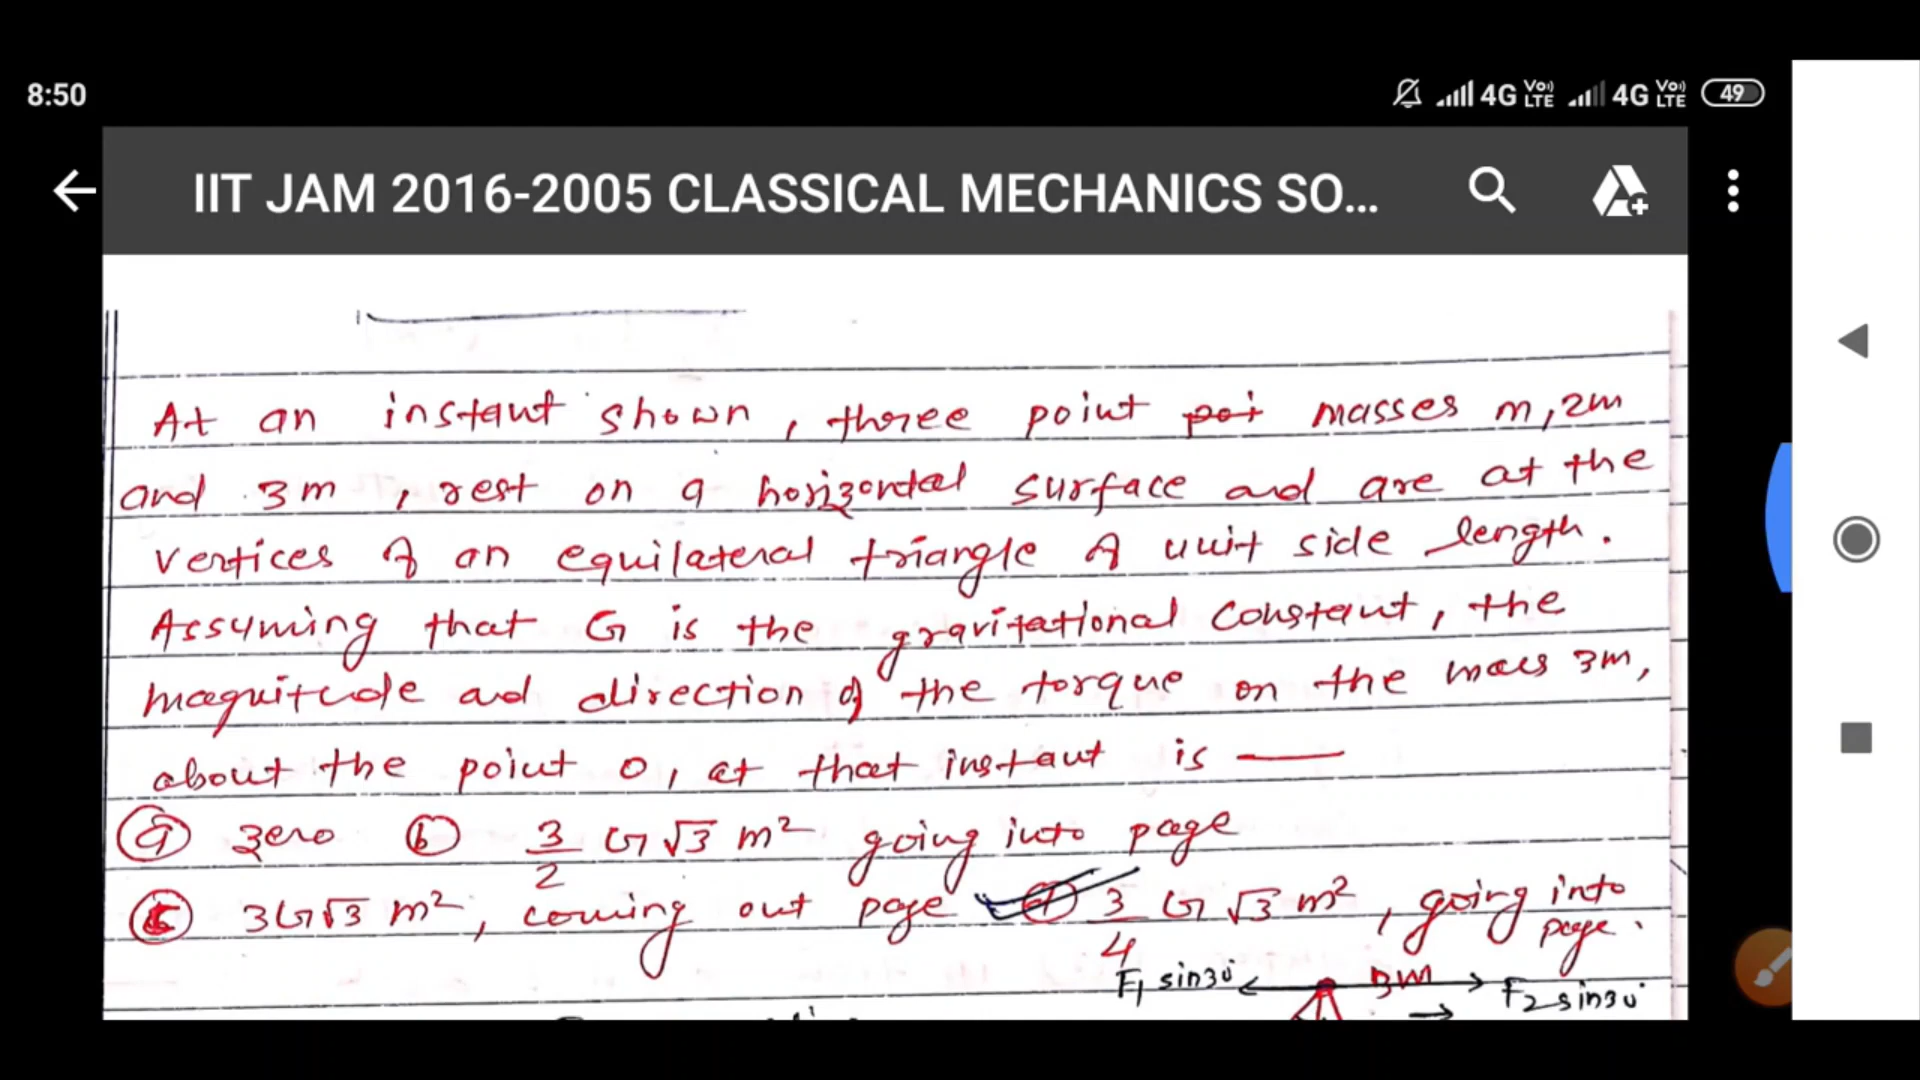 8:50
4G VoLTE 4G VoLTE 49
IIT JAM 2016-2005 CLASSICAL MECHANICS SO...
At an instant shown, three point poi masses m, 2m
and 3m, rest on a horizontal surface and are at the
vertices of an equilateral triangle of unit side length.
Assuming that G is the gravitational constant, the
magnitude and direction of the torque on the mass 3m,
about the point O, at that instant is ——
(a) zero (b) 3/2 G√3 m² going into page
(c) 3G√3 m², coming out page (d) 3/4 G√3 m², going into page.
F₁ sin30° 3m F₂ sin30°